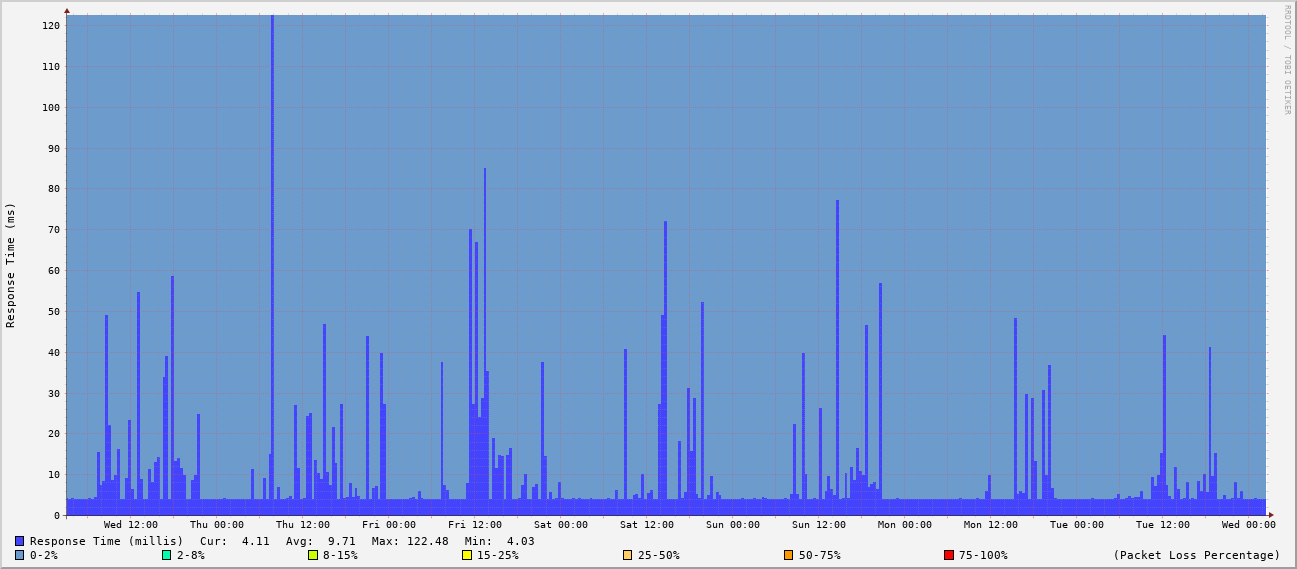 RRDTOOL / TOBI OETIKER
Response Time (ms)
120
110
100
90
80
70
60
50
40
30
20
10
0
Wed 12:00 Thu 00:00 Thu 12:00 Fri 00:00 Fri 12:00 Sat 00:00 Sat 12:00 Sun 00:00 Sun 12:00 Mon 00:00 Mon 12:00 Tue 00:00 Tue 12:00 Wed 00:00
Response Time (millis) Cur: 4.11 Avg: 9.71 Max: 122.48 Min: 4.03
0-2% 2-8% 8-15% 15-25% 25-50% 50-75% 75-100% (Packet Loss Percentage)